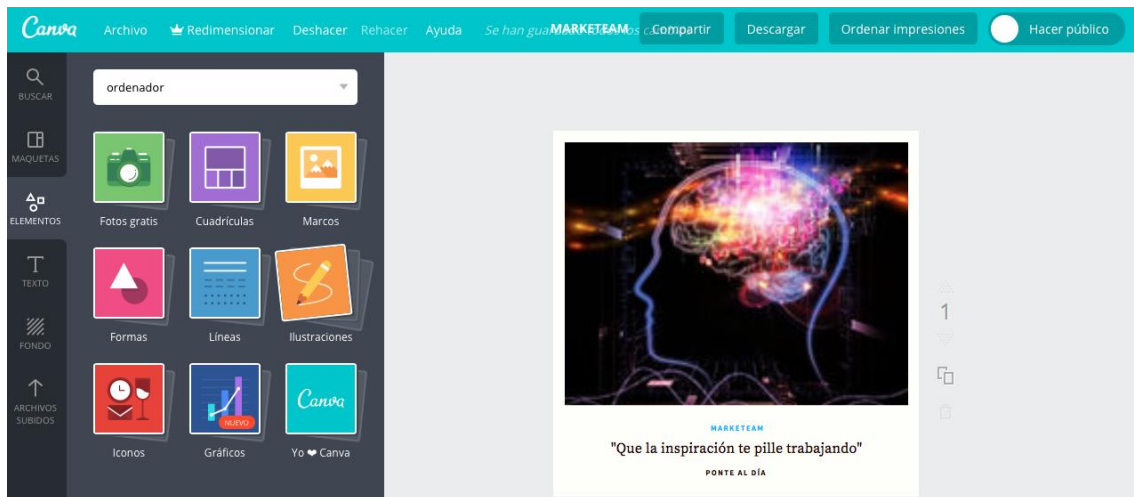 Canva Archivo Redimensionar Deshacer Rehacer Ayuda MARKETEAM Compartir Descargar Ordenar impresiones Hacer público
Se han
BUSCAR
MAQUETAS
ELEMENTOS
TEXTO
FONDO
ARCHIVOS
SUBIDOS
ordenador
Fotos gratis Cuadrículas Marcos
Formas Líneas Ilustraciones
NUEVO
Canva
Iconos Gráficos Yo ❤ Canva
MARKETEAM
"Que la inspiración te pille trabajando"
PONTE AL DÍA
1